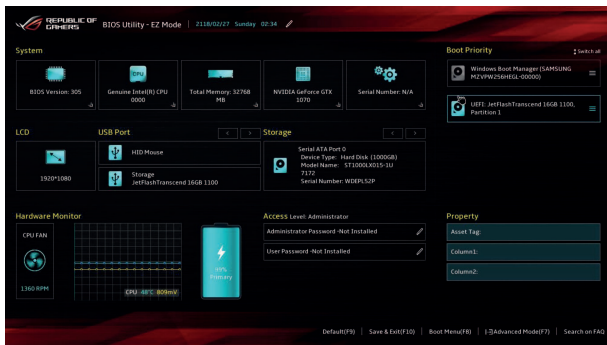 REPUBLIC OF
GAMERS
BIOS Utility - EZ Mode
2118/02/27 Sunday 02:34
System
BIOS Version: 305
CPU
Genuine Intel(R) CPU
0000
Total Memory: 32768
MB
NVIDIA GeForce GTX
1070
Serial Number: N/A
Boot Priority
Switch all
Windows Boot Manager (SAMSUNG
MZVPW256HEGL-00000)
UEFI: JetFlashTranscend 16GB 1100,
Partition 1
LCD
1920*1080
USB Port
HID Mouse
Storage
JetFlashTranscend 16GB 1100
Storage
Serial ATA Port 0
Device Type: Hard Disk (1000GB)
Model Name: ST1000LX015-1U
7172
Serial Number: WDEPLS2P
Hardware Monitor
CPU FAN
1360 RPM
CPU 46°C 809mV
99%
Primary
Access Level: Administrator
Administrator Password -Not Installed
User Password -Not Installed
Property
Asset Tag:
Column1:
Column2:
Default(F9)
Save & Exit(F10)
Boot Menu(F8)
Advanced Mode(F7)
Search on FAQ